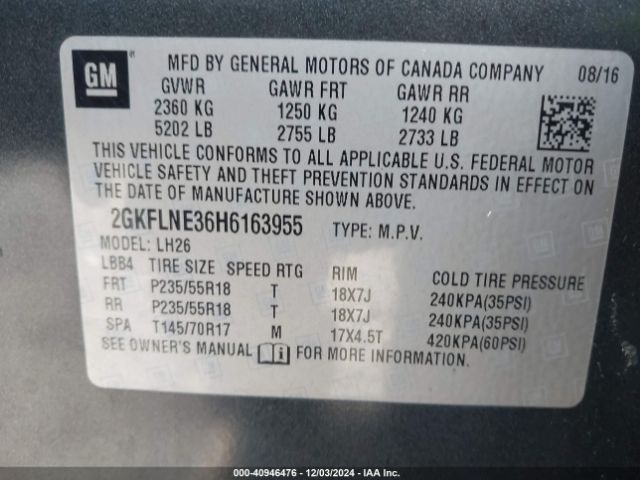 GM
MFD BY GENERAL MOTORS OF CANADA COMPANY 08/16
GVWR GAWR FRT GAWR RR
2360 KG 1250 KG 1240 KG
5202 LB 2755 LB 2733 LB
THIS VEHICLE CONFORMS TO ALL APPLICABLE U.S. FEDERAL MOTOR
VEHICLE SAFETY AND THEFT PREVENTION STANDARDS IN EFFECT ON
THE DATE OF MANUFACTURE SHOWN ABOVE.
2GKFLNE36H6163955 TYPE: M.P.V.
MODEL: LH26
LBB4 TIRE SIZE SPEED RTG RIM COLD TIRE PRESSURE
FRT P235/55R18 T 18X7J 240KPA(35PSI)
RR P235/55R18 T 18X7J 240KPA(35PSI)
SPA T145/70R17 M 17X4.5T 420KPA(60PSI)
SEE OWNER'S MANUAL i FOR MORE INFORMATION.
2-00-40946476 - 12/03/2024 - IAA Inc.